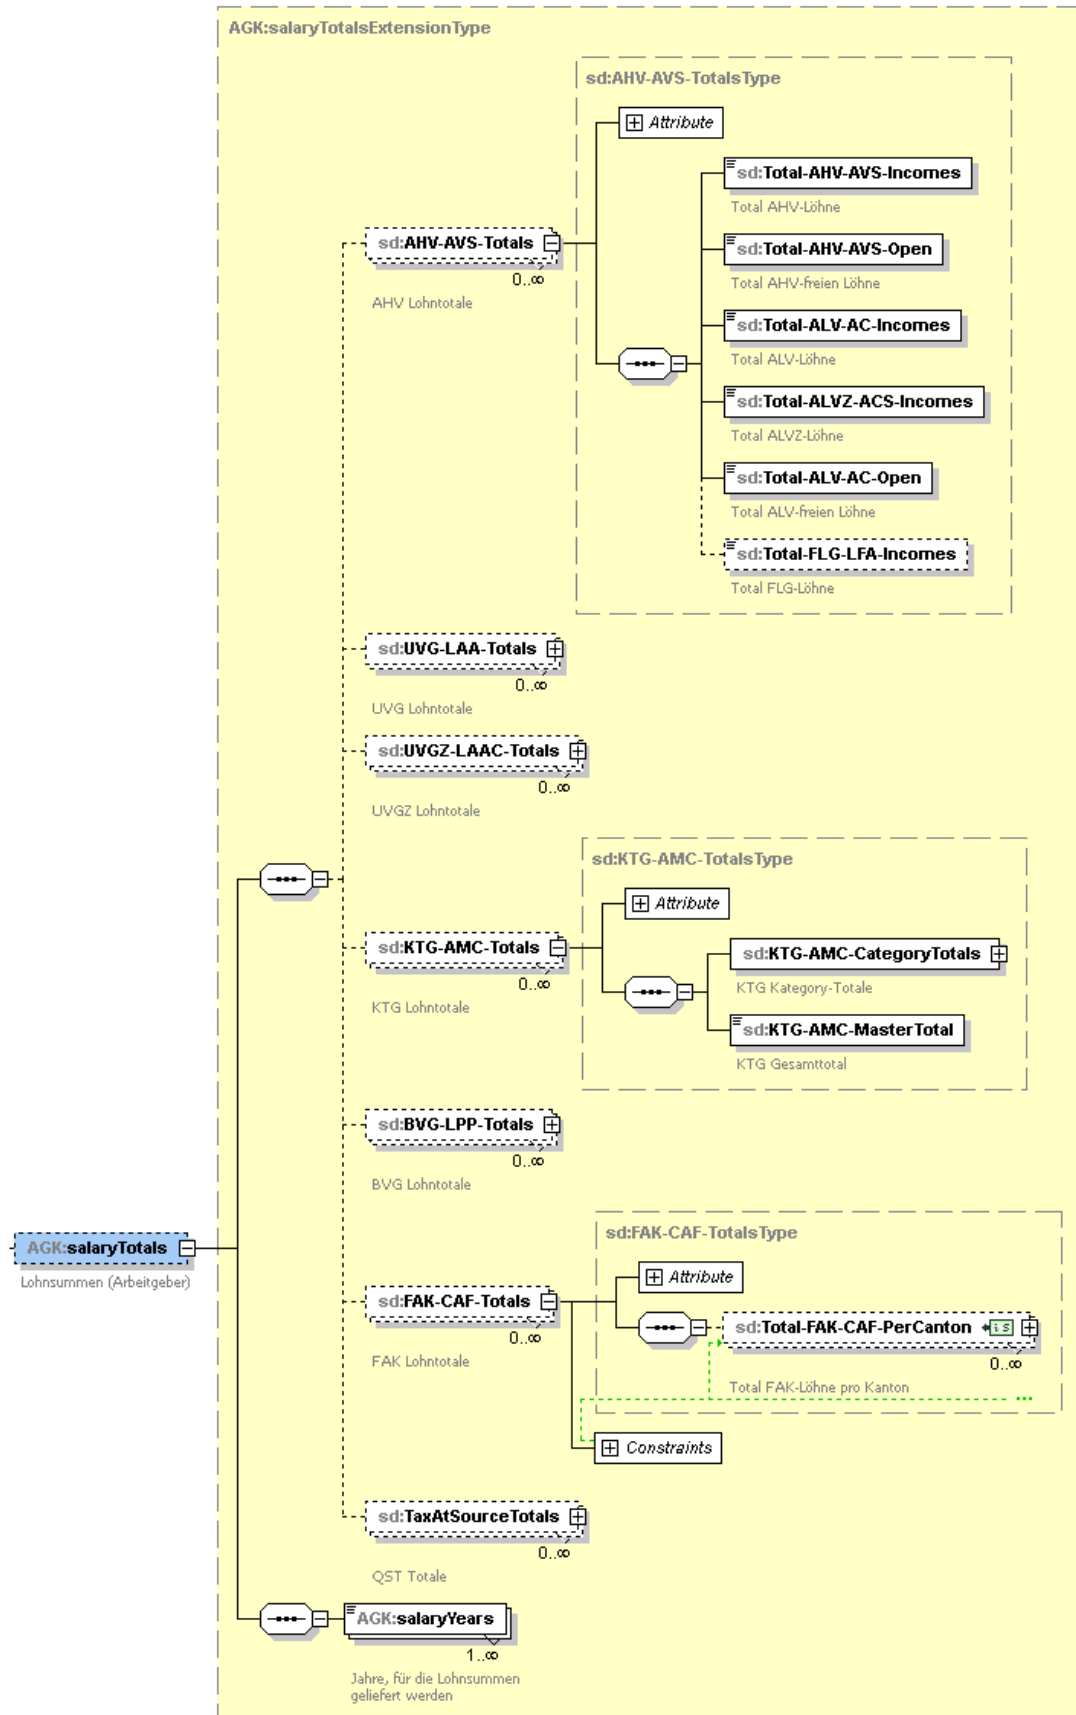 AGK:salaryTotalsExtensionType
sd:AHV-AVS-TotalsType
Attribute
sd:Total-AHV-AVS-Incomes
Total AHV-Löhne
sd:AHV-AVS-Totals
0..∞
AHV Lohntotale
sd:Total-AHV-AVS-Open
Total AHV-freien Löhne
sd:Total-ALV-AC-Incomes
Total ALV-Löhne
sd:Total-ALVZ-ACS-Incomes
Total ALVZ-Löhne
sd:Total-ALV-AC-Open
Total ALV-freien Löhne
sd:Total-FLG-LFA-Incomes
Total FLG-Löhne
sd:UVG-LAA-Totals
0..∞
UVG Lohntotale
sd:UVGZ-LAAC-Totals
0..∞
UVGZ Lohntotale
sd:KTG-AMC-TotalsType
Attribute
sd:KTG-AMC-Totals
0..∞
KTG Lohntotale
sd:KTG-AMC-CategoryTotals
KTG Kategory-Totale
sd:KTG-AMC-MasterTotal
KTG Gesamttotal
sd:BVG-LPP-Totals
0..∞
BVG Lohntotale
AGK:salaryTotals
Lohnsummen (Arbeitgeber)
sd:FAK-CAF-TotalsType
Attribute
sd:FAK-CAF-Totals
0..∞
FAK Lohntotale
sd:Total-FAK-CAF-PerCanton
0..∞
Total FAK-Löhne pro Kanton
Constraints
sd:TaxAtSourceTotals
0..∞
QST Totale
AGK:salaryYears
1..∞
Jahre, für die Lohnsummen
geliefert werden